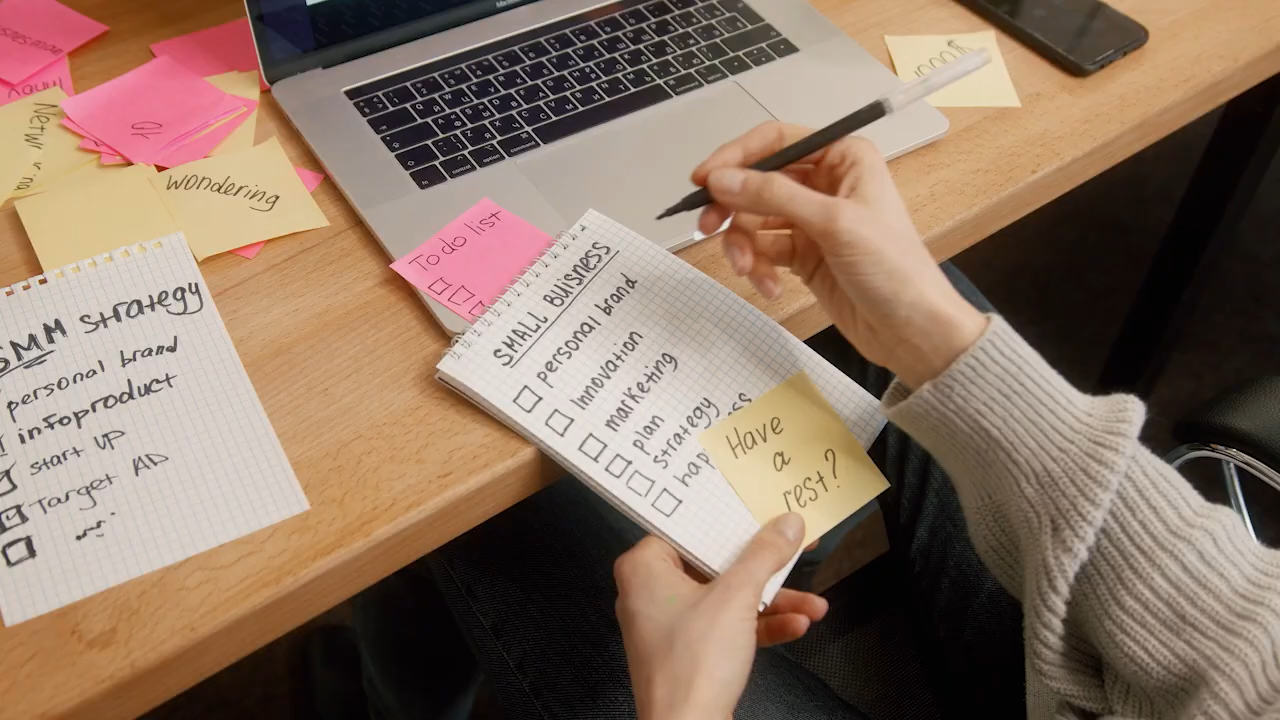 wondering
To do list
SMM strategy
personal brand
infoproduct
start UP
Target AD
SMALL BUISNESS
personal brand
Innovation
marketing
plan
strategy
Have
a
rest?